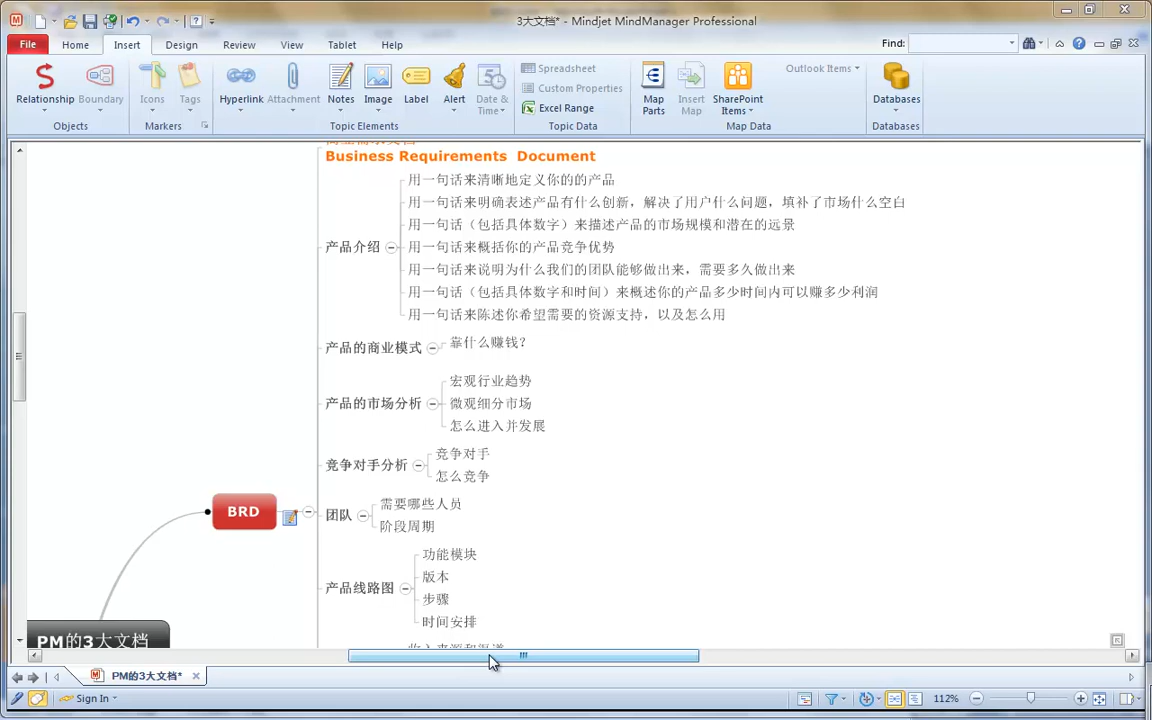 3大文档* - Mindjet MindManager Professional
File Home Insert Design Review View Tablet Help Find:
Relationship Boundary Icons Tags Hyperlink Attachment Notes Image Label Alert Date & Time Spreadsheet Custom Properties Excel Range Map Parts Insert Map SharePoint Items Outlook Items Databases
Objects Markers Topic Elements Topic Data Map Data Databases
商业需求文档
Business Requirements Document
用一句话来清晰地定义你的的产品
用一句话来明确表述产品有什么创新，解决了用户什么问题，填补了市场什么空白
用一句话（包括具体数字）来描述产品的市场规模和潜在的远景
产品介绍
用一句话来概括你的产品竞争优势
用一句话来说明为什么我们的团队能够做出来，需要多久做出来
用一句话（包括具体数字和时间）来概述你的产品多少时间内可以赚多少利润
用一句话来陈述你希望需要的资源支持，以及怎么用
产品的商业模式
靠什么赚钱？
宏观行业趋势
产品的市场分析
微观细分市场
怎么进入并发展
竞争对手
竞争对手分析
怎么竞争
BRD
需要哪些人员
团队
阶段周期
功能模块
版本
产品线路图
步骤
时间安排
收入来源和渠道
PM的3大文档
PM的3大文档*
Sign In
112%